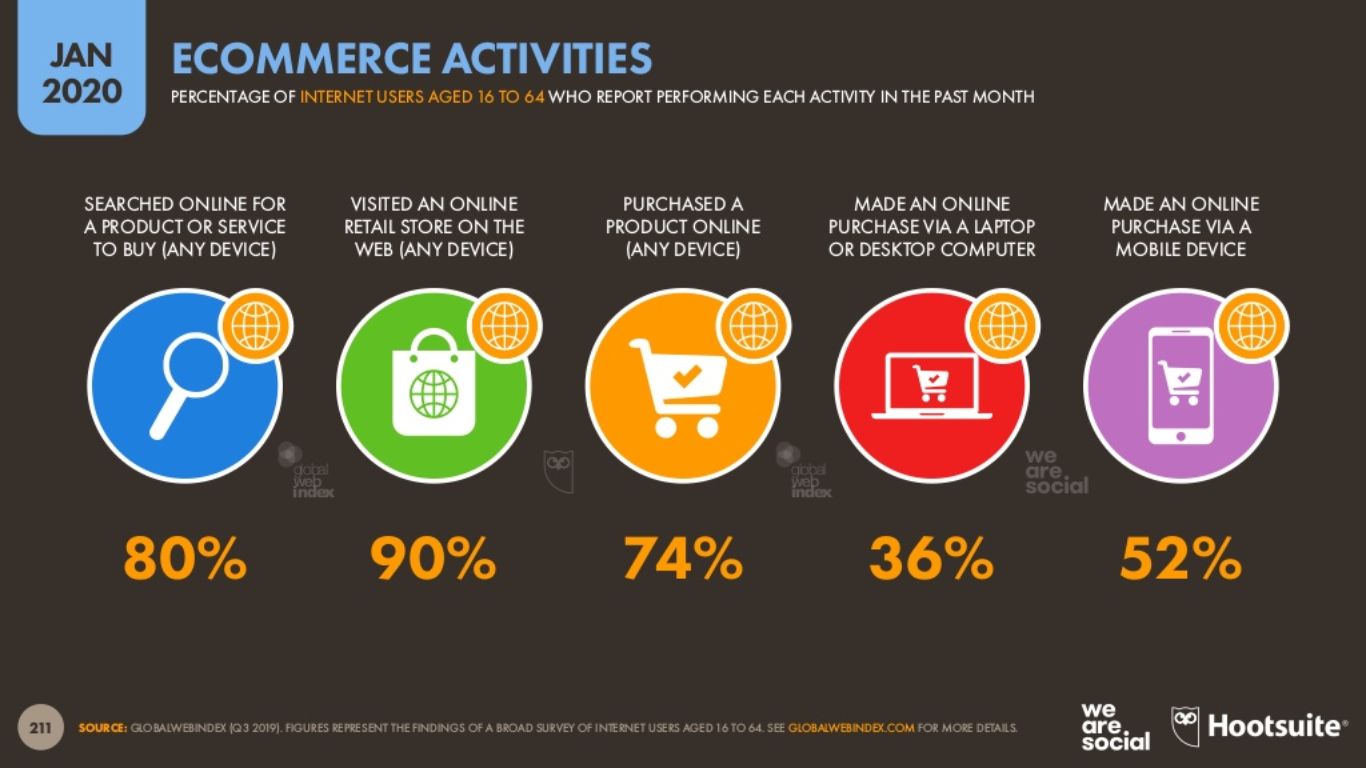 JAN
2020
ECOMMERCE ACTIVITIES
PERCENTAGE OF INTERNET USERS AGED 16 TO 64 WHO REPORT PERFORMING EACH ACTIVITY IN THE PAST MONTH
SEARCHED ONLINE FOR
A PRODUCT OR SERVICE
TO BUY (ANY DEVICE)
VISITED AN ONLINE
RETAIL STORE ON THE
WEB (ANY DEVICE)
PURCHASED A
PRODUCT ONLINE
(ANY DEVICE)
MADE AN ONLINE
PURCHASE VIA A LAPTOP
OR DESKTOP COMPUTER
MADE AN ONLINE
PURCHASE VIA A
MOBILE DEVICE
global
web
index
global
web
index
we
are
social
80%
90%
74%
36%
52%
211
SOURCE: GLOBALWEBINDEX (Q3 2019). FIGURES REPRESENT THE FINDINGS OF A BROAD SURVEY OF INTERNET USERS AGED 16 TO 64. SEE GLOBALWEBINDEX.COM FOR MORE DETAILS.
we
are
social
Hootsuite®